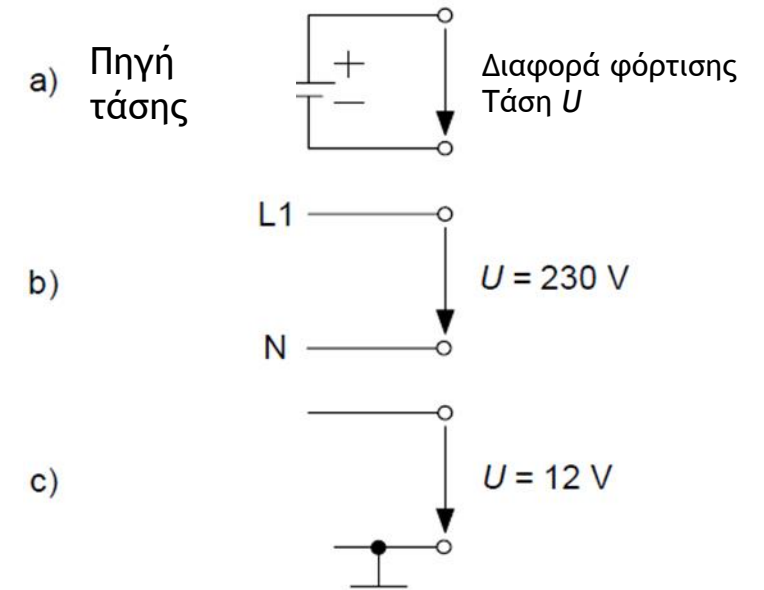 a) Πηγή τάσης
+
−
Διαφορά φόρτισης
Τάση U
L1
b)
U = 230 V
N
c)
U = 12 V